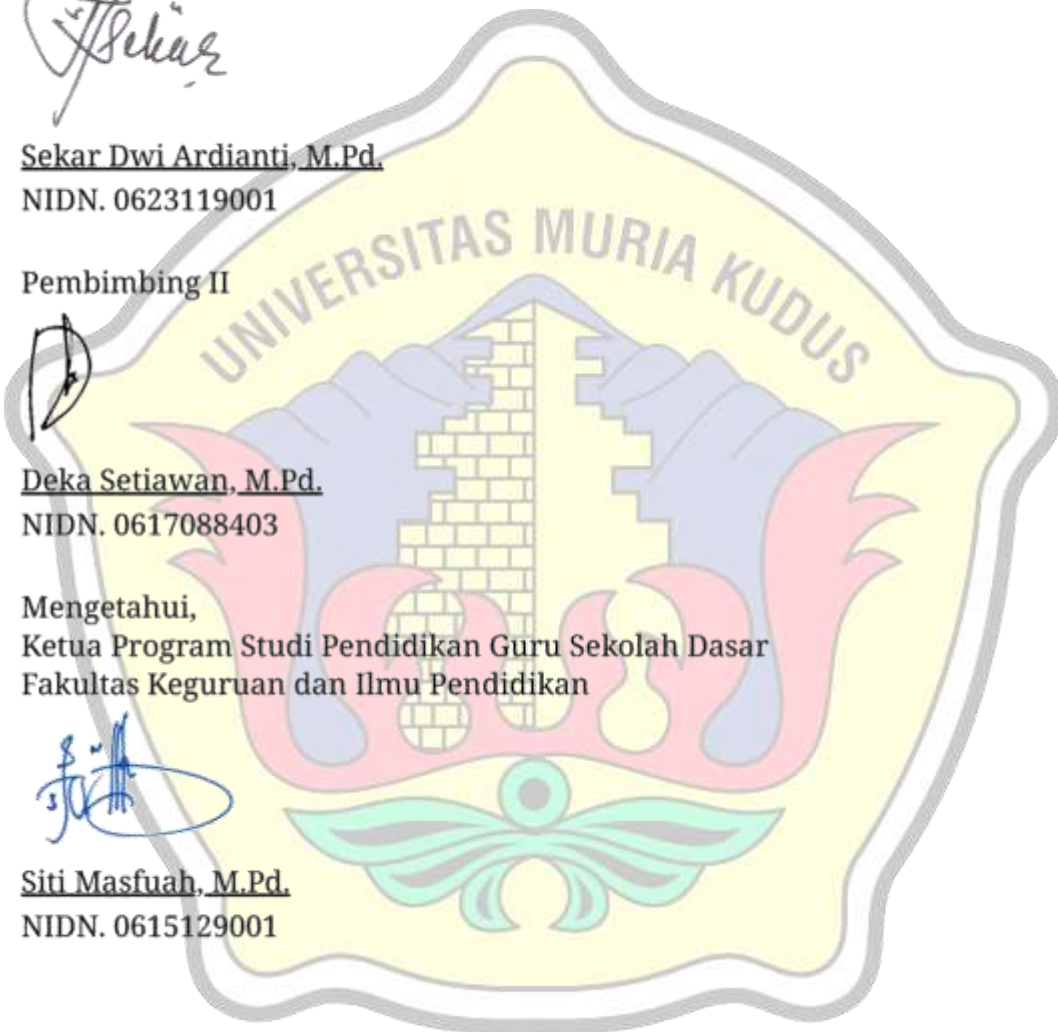 Sekar
Sekar Dwi Ardianti, M.Pd.
NIDN. 0623119001
Pembimbing II
Deka Setiawan, M.Pd.
NIDN. 0617088403
Mengetahui,
Ketua Program Studi Pendidikan Guru Sekolah Dasar
Fakultas Keguruan dan Ilmu Pendidikan
Siti Masfuah, M.Pd.
NIDN. 0615129001
UNIVERSITAS MURIA KUDUS